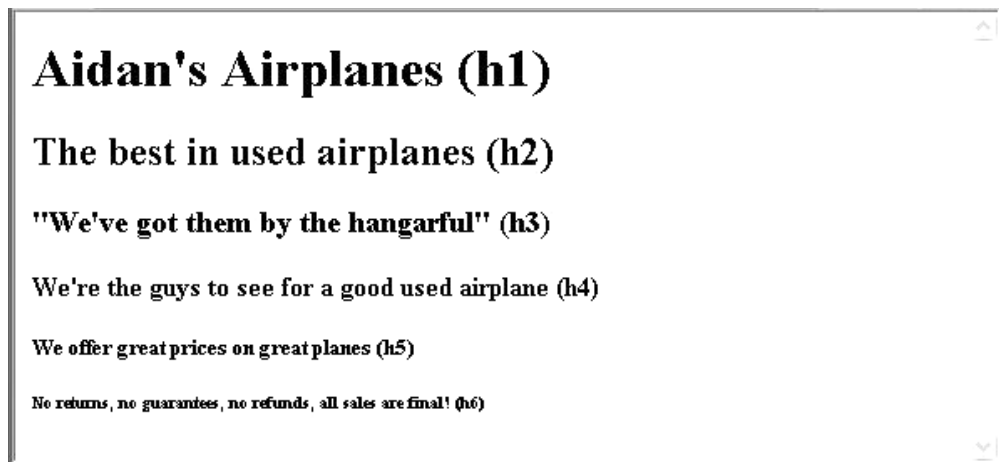 Aidan's Airplanes (h1)
The best in used airplanes (h2)
"We've got them by the hangarful" (h3)
We're the guys to see for a good used airplane (h4)
We offer great prices on great planes (h5)
No returns, no guarantees, no refunds, all sales are final! (h6)